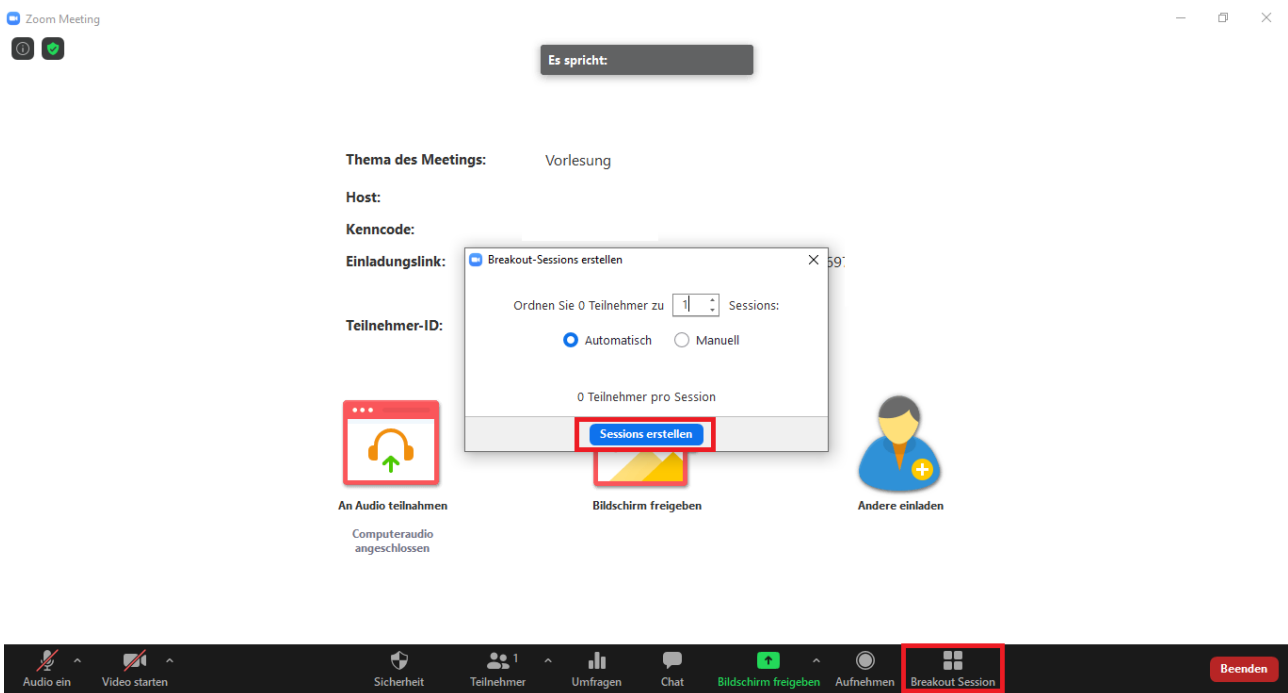 Zoom Meeting
Es spricht:
Thema des Meetings: Vorlesung
Host:
Kenncode:
Einladungslink:
Breakout-Sessions erstellen
Ordnen Sie 0 Teilnehmer zu 1 Sessions:
Automatisch Manuell
0 Teilnehmer pro Session
Sessions erstellen
Teilnehmer-ID:
An Audio teilnahmen
Computeraudio
angeschlossen
Bildschirm freigeben
Andere einladen
Audio ein
Video starten
Sicherheit
Teilnehmer 1
Umfragen
Chat
Bildschirm freigeben
Aufnehmen
Breakout Session
Beenden